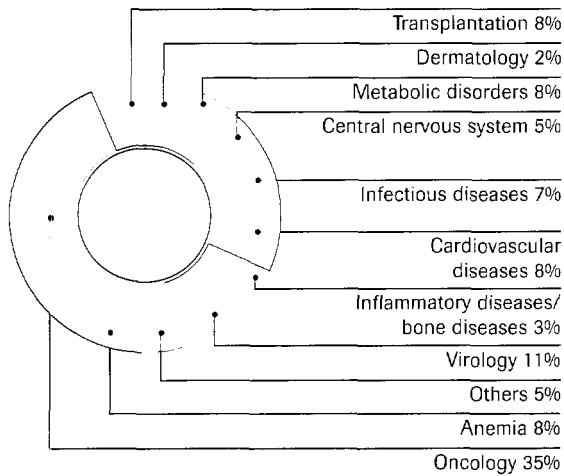 Transplantation 8%
Dermatology 2%
Metabolic disorders 8%
Central nervous system 5%
Infectious diseases 7%
Cardiovascular
diseases 8%
Inflammatory diseases/
bone diseases 3%
Virology 11%
Others 5%
Anemia 8%
Oncology 35%